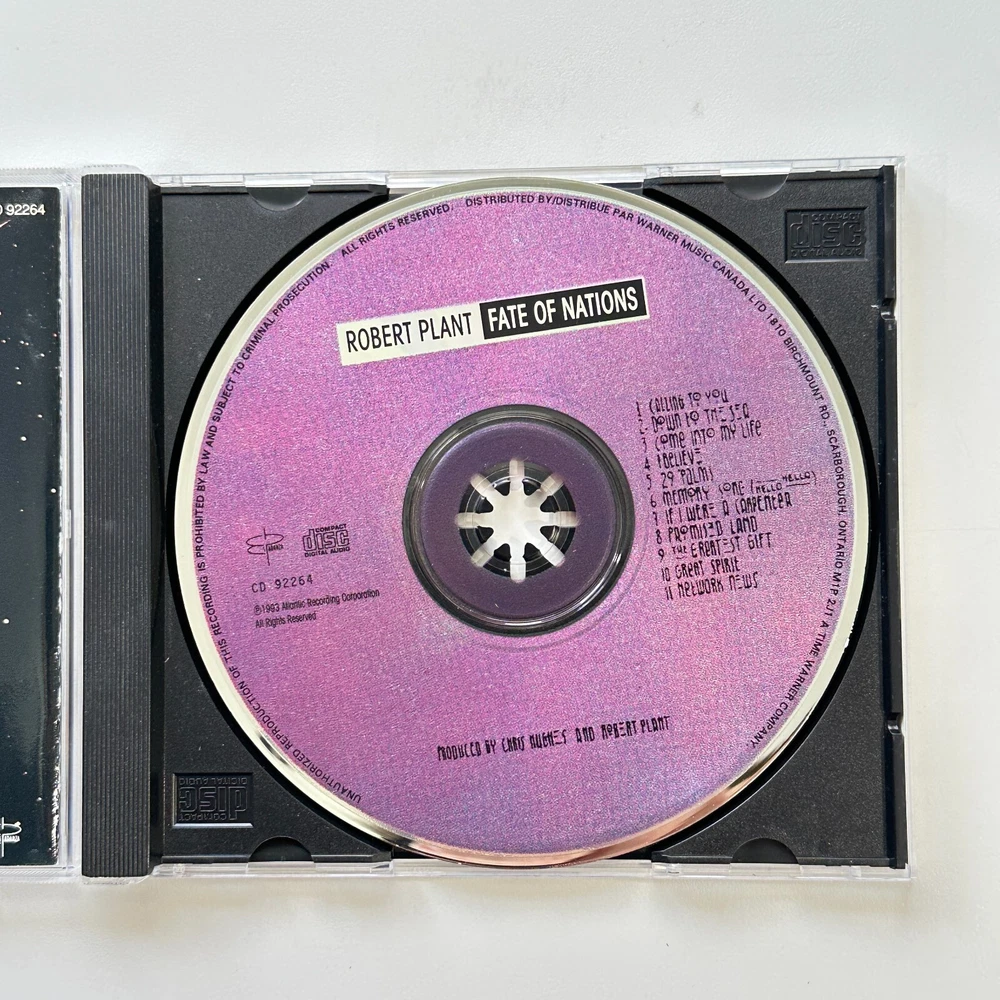 92264
ROBERT PLANT FATE OF NATIONS
1 CALLING TO YOU
2 DOWN TO THE SEA
3 COME INTO MY LIFE
4 I BELIEVE
5 29 PALMS
6 MEMORY SONG (HELLO HELLO)
7 IF I WERE A CARPENTER
8 PROMISED LAND
9 THE GREATEST GIFT
10 GREAT SPIRIT
11 NETWORK NEWS
ES PARANZA
COMPACT
disc
DIGITAL AUDIO
CD 92264
℗1993 Atlantic Recording Corporation
All Rights Reserved
PRODUCED BY CHRIS HUGHES AND ROBERT PLANT
UNAUTHORIZED REPRODUCTION OF THIS RECORDING IS PROHIBITED BY LAW AND SUBJECT TO CRIMINAL PROSECUTION. ALL RIGHTS RESERVED DISTRIBUTED BY/DISTRIBUE PAR WARNER MUSIC CANADA LTD 1810 BIRCHMOUNT RD., SCARBOROUGH, ONTARIO M1P 2J1 A TIME WARNER COMPANY
COMPACT
disc
DIGITAL AUDIO
COMPACT
disc
DIGITAL AUDIO